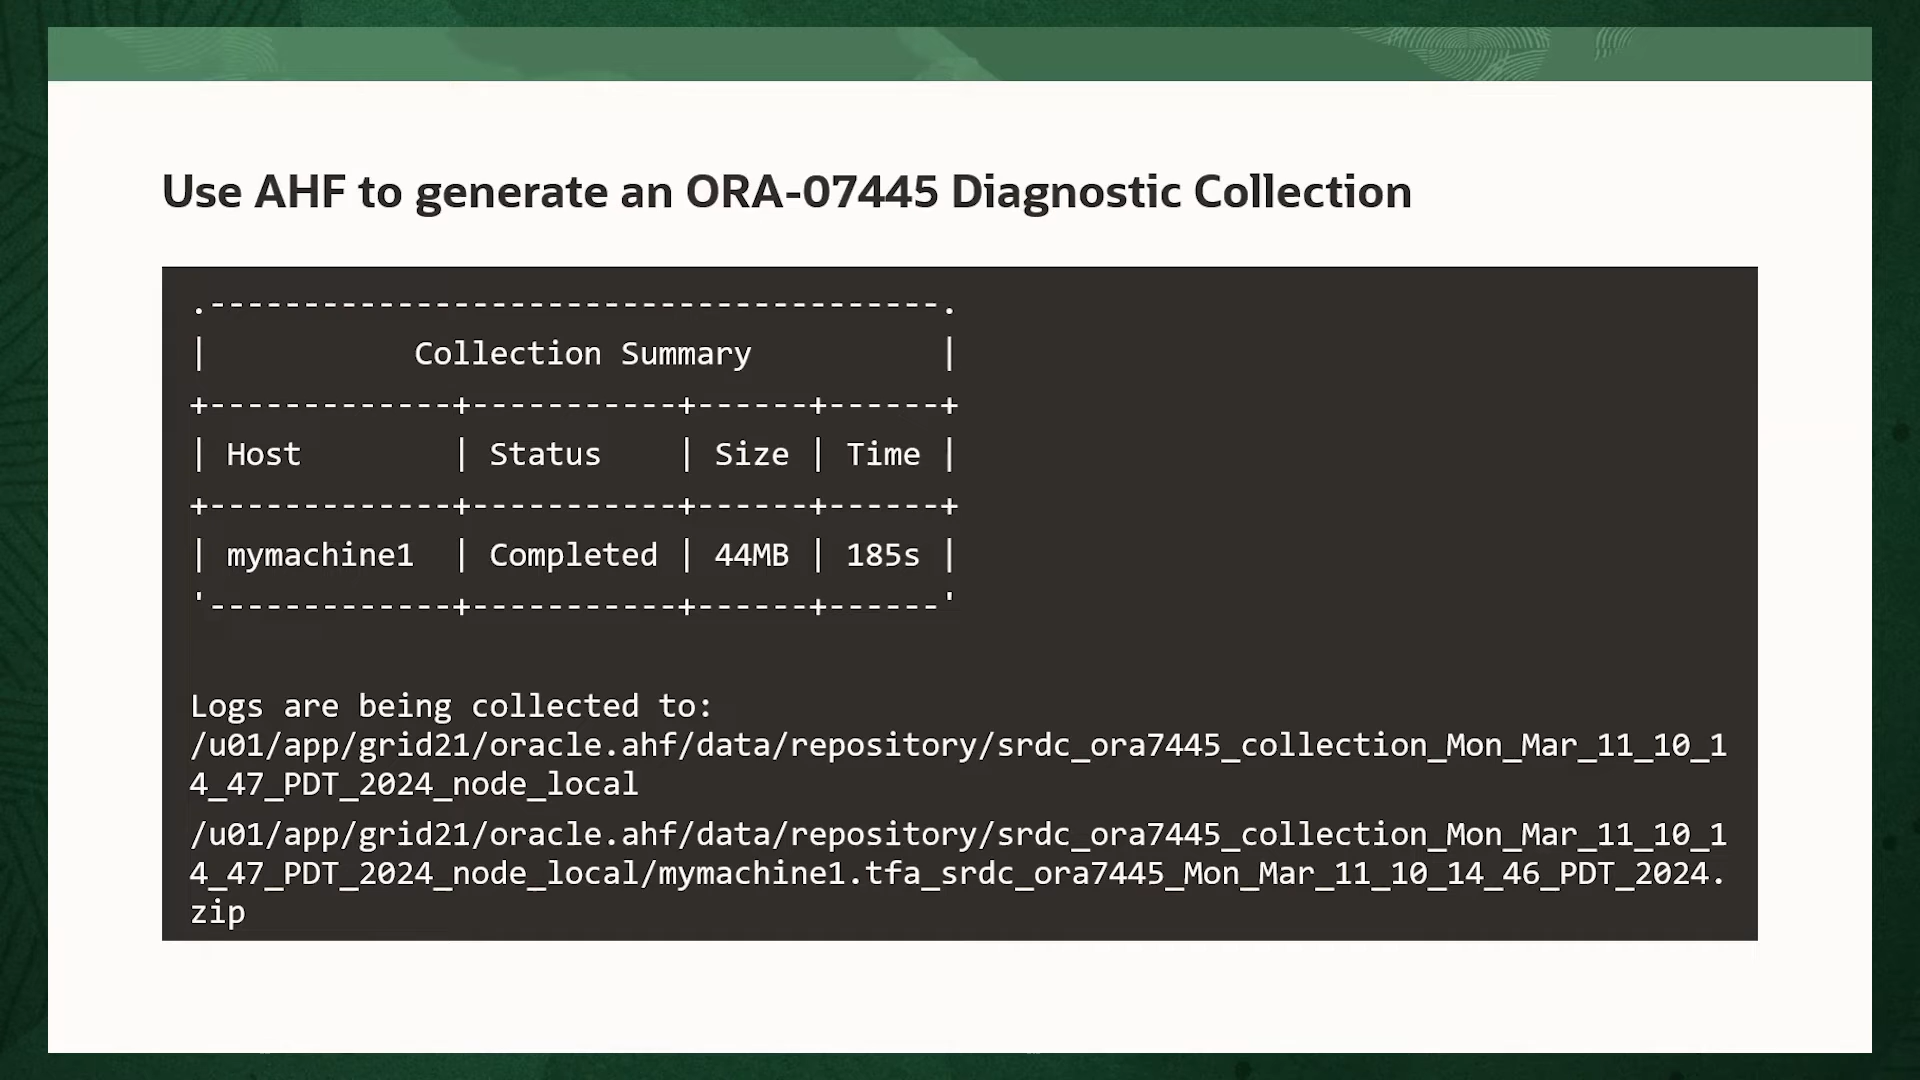 Use AHF to generate an ORA-07445 Diagnostic Collection
.---------------------------------------.
|           Collection Summary          |
+-------------+-----------+------+------+
| Host        | Status    | Size | Time |
+-------------+-----------+------+------+
| mymachine1  | Completed | 44MB | 185s |
'-------------+-----------+------+------'
Logs are being collected to:
/u01/app/grid21/oracle.ahf/data/repository/srdc_ora7445_collection_Mon_Mar_11_10_1
4_47_PDT_2024_node_local
/u01/app/grid21/oracle.ahf/data/repository/srdc_ora7445_collection_Mon_Mar_11_10_1
4_47_PDT_2024_node_local/mymachine1.tfa_srdc_ora7445_Mon_Mar_11_10_14_46_PDT_2024.
zip